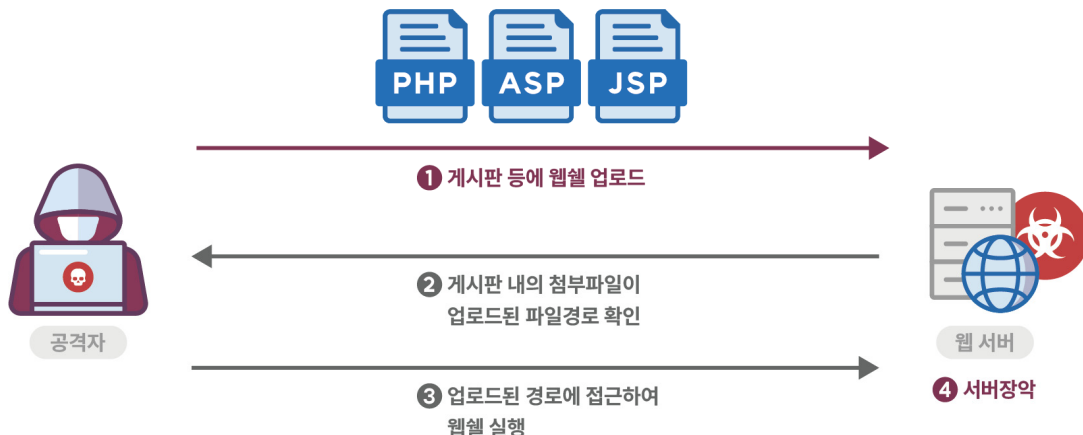 PHP ASP JSP
❶ 게시판 등에 웹쉘 업로드
❷ 게시판 내의 첨부파일이
업로드된 파일경로 확인
공격자
웹 서버
❸ 업로드된 경로에 접근하여
웹쉘 실행
❹ 서버장악